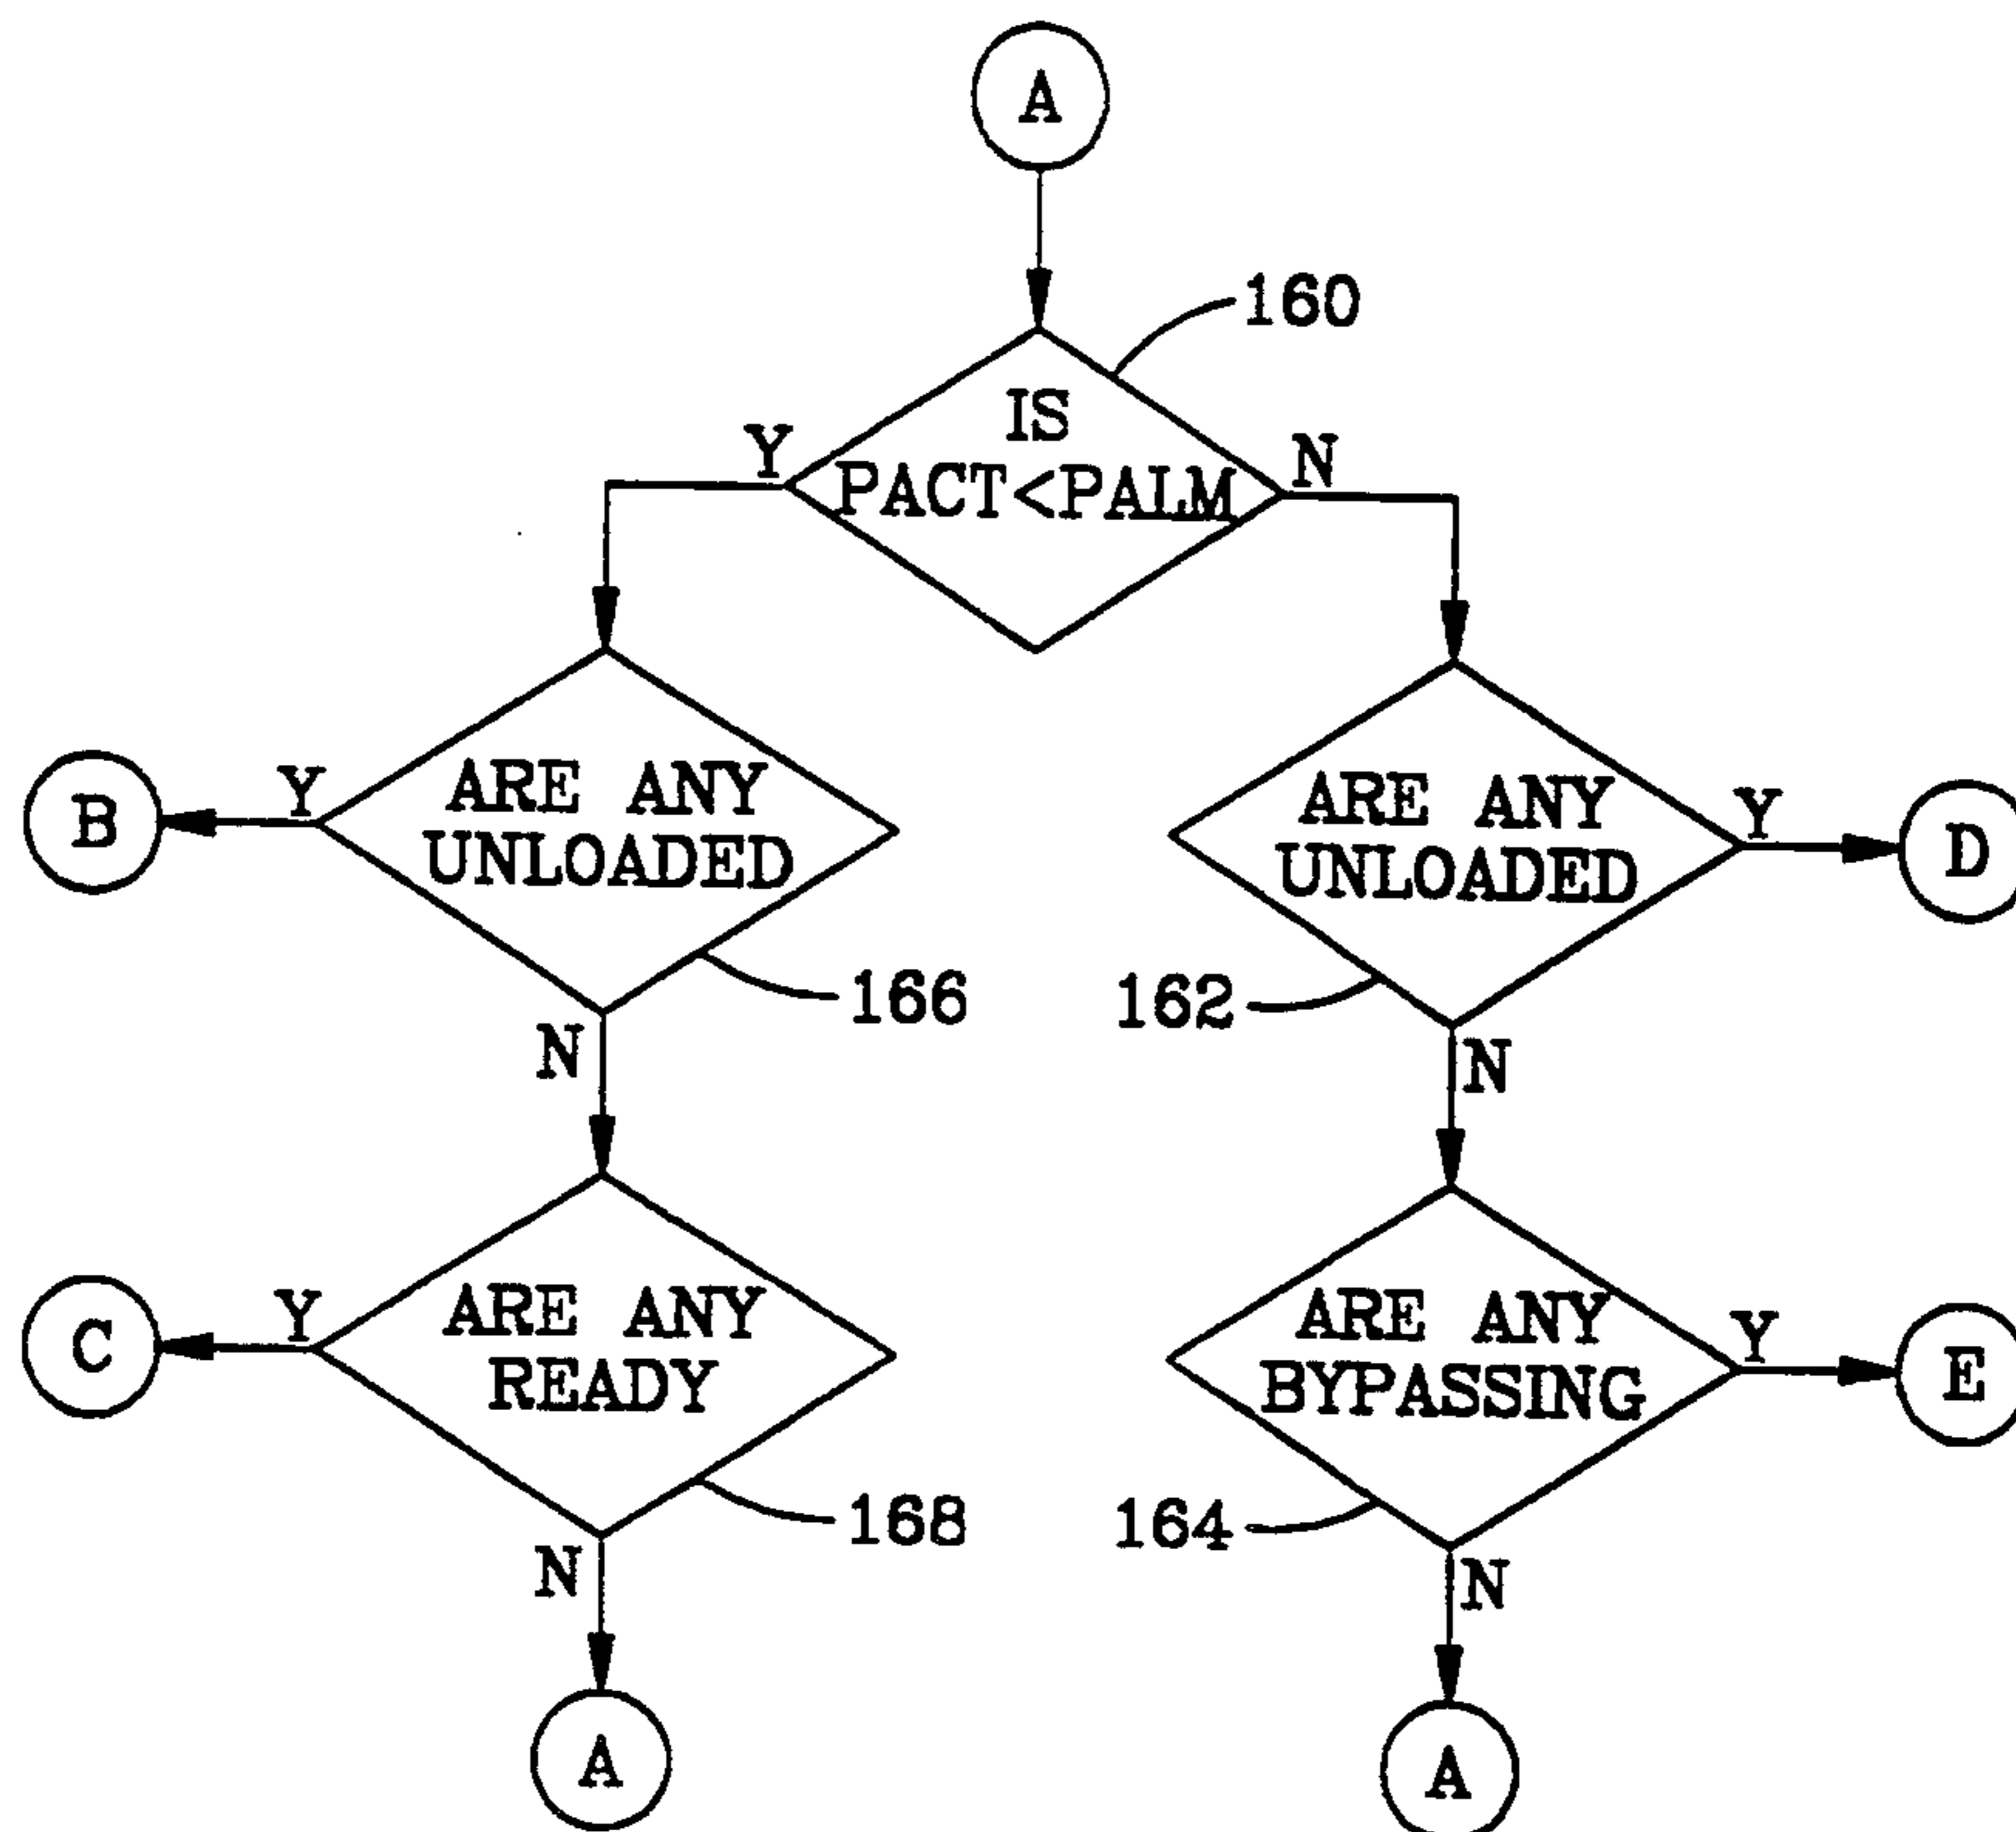 A
160
IS
PACT<PALM
Y
N
ARE ANY
UNLOADED
Y
B
166
N
ARE ANY
UNLOADED
Y
D
162
N
ARE ANY
READY
Y
C
168
N
A
ARE ANY
BYPASSING
Y
E
164
N
A